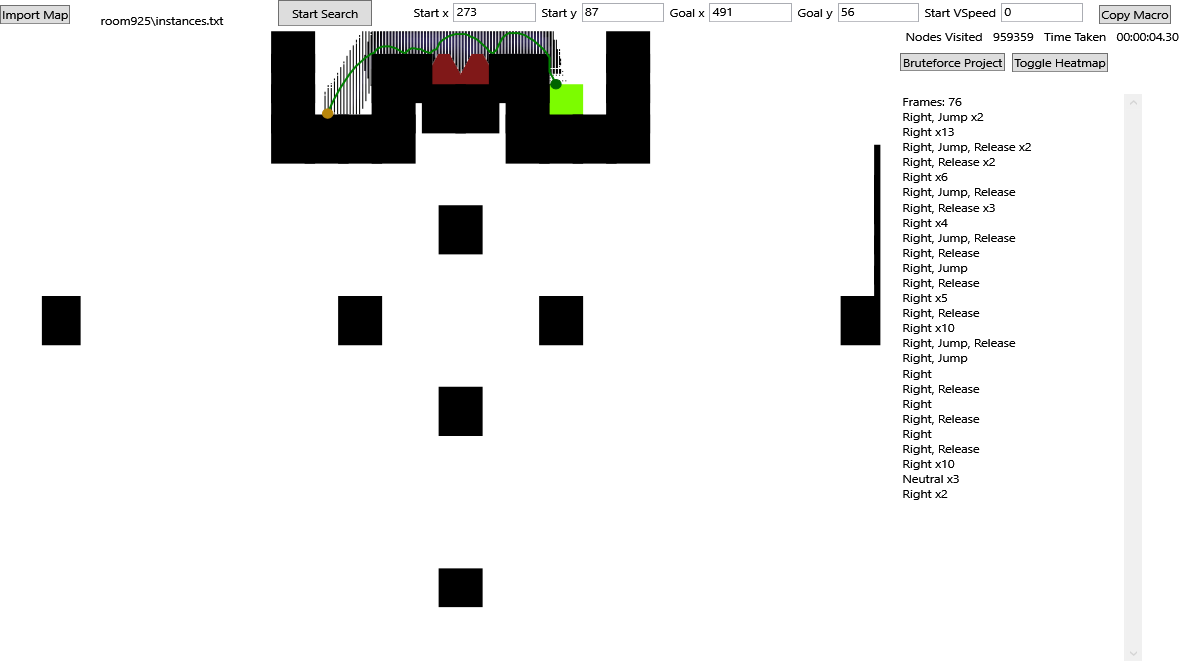 Import Map
room925\instances.txt
Start Search
Start x 273 Start y 87 Goal x 491 Goal y 56 Start VSpeed 0
Copy Macro
Nodes Visited 959359 Time Taken 00:00:04.30
Bruteforce Project Toggle Heatmap
Frames: 76
Right, Jump x2
Right x13
Right, Jump, Release x2
Right, Release x2
Right x6
Right, Jump, Release
Right, Release x3
Right x4
Right, Jump, Release
Right, Release
Right, Jump
Right, Release
Right x5
Right, Release
Right x10
Right, Jump, Release
Right, Jump
Right
Right, Release
Right
Right, Release
Right
Right, Release
Right x10
Neutral x3
Right x2